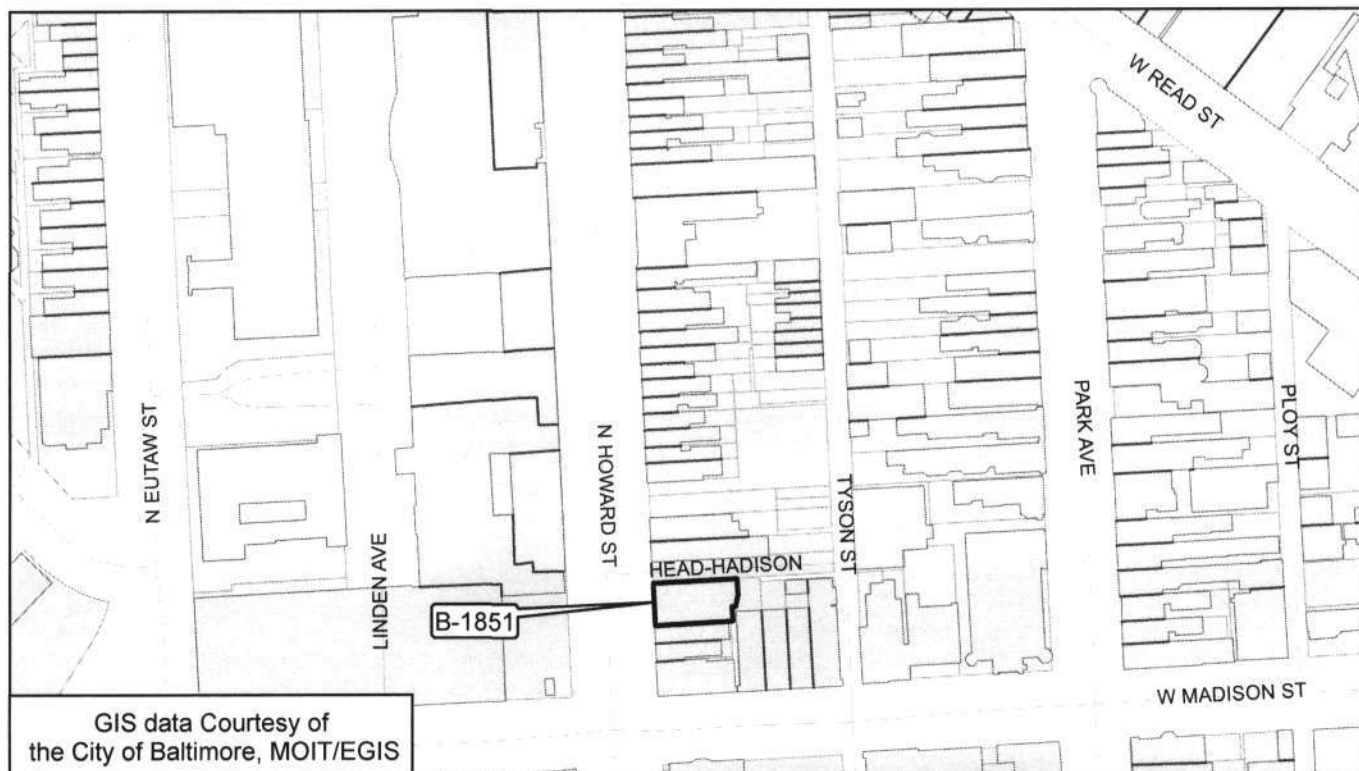 W READ ST
N EUTAW ST
LINDEN AVE
N HOWARD ST
TYSON ST
PARK AVE
PLOY ST
HEAD-HADISON
B-1851
W MADISON ST
GIS data Courtesy of
the City of Baltimore, MOIT/EGIS